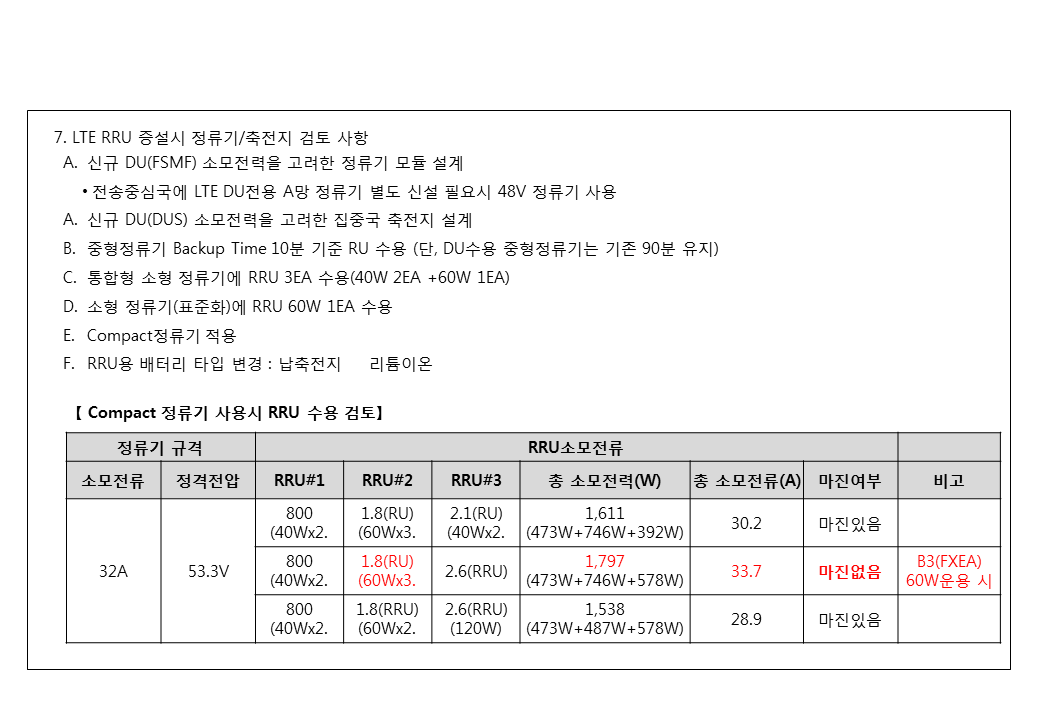 7. LTE RRU 증설시 정류기/축전지 검토 사항
A. 신규 DU(FSMF) 소모전력을 고려한 정류기 모듈 설계
• 전송중심국에 LTE DU전용 A망 정류기 별도 신설 필요시 48V 정류기 사용
A. 신규 DU(DUS) 소모전력을 고려한 집중국 축전지 설계
B. 중형정류기 Backup Time 10분 기준 RU 수용 (단, DU수용 중형정류기는 기존 90분 유지)
C. 통합형 소형 정류기에 RRU 3EA 수용(40W 2EA +60W 1EA)
D. 소형 정류기(표준화)에 RRU 60W 1EA 수용
E. Compact정류기 적용
F. RRU용 배터리 타입 변경 : 납축전지 리튬이온
【 Compact 정류기 사용시 RRU 수용 검토】
정류기 규격 RRU소모전류
소모전류 정격전압 RRU#1 RRU#2 RRU#3 총 소모전력(W) 총 소모전류(A) 마진여부 비고
800 1.8(RU) 2.1(RU) 1,611
(40Wx2. (60Wx3. (40Wx2. (473W+746W+392W) 30.2 마진있음
32A 53.3V
800 1.8(RU) 2.6(RRU) 1,797 33.7 마진없음 B3(FXEA)
(40Wx2. (60Wx3. (473W+746W+578W) 60W운용 시
800 1.8(RRU) 2.6(RRU) 1,538
(40Wx2. (60Wx2. (120W) (473W+487W+578W) 28.9 마진있음